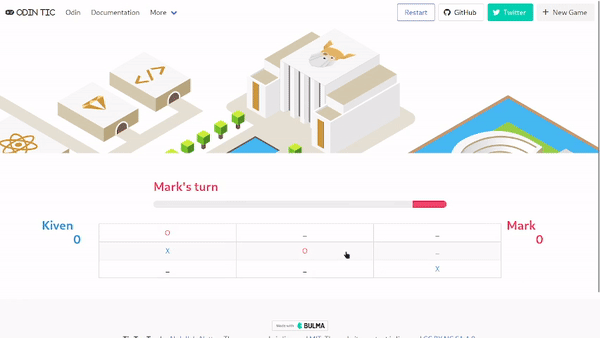 ODIN TIC Odin Documentation More Restart GitHub Twitter + New Game
</>
Mark's turn
Kiven Mark
0 0
O _ _
X O _
_ _ X
Made with BULMA